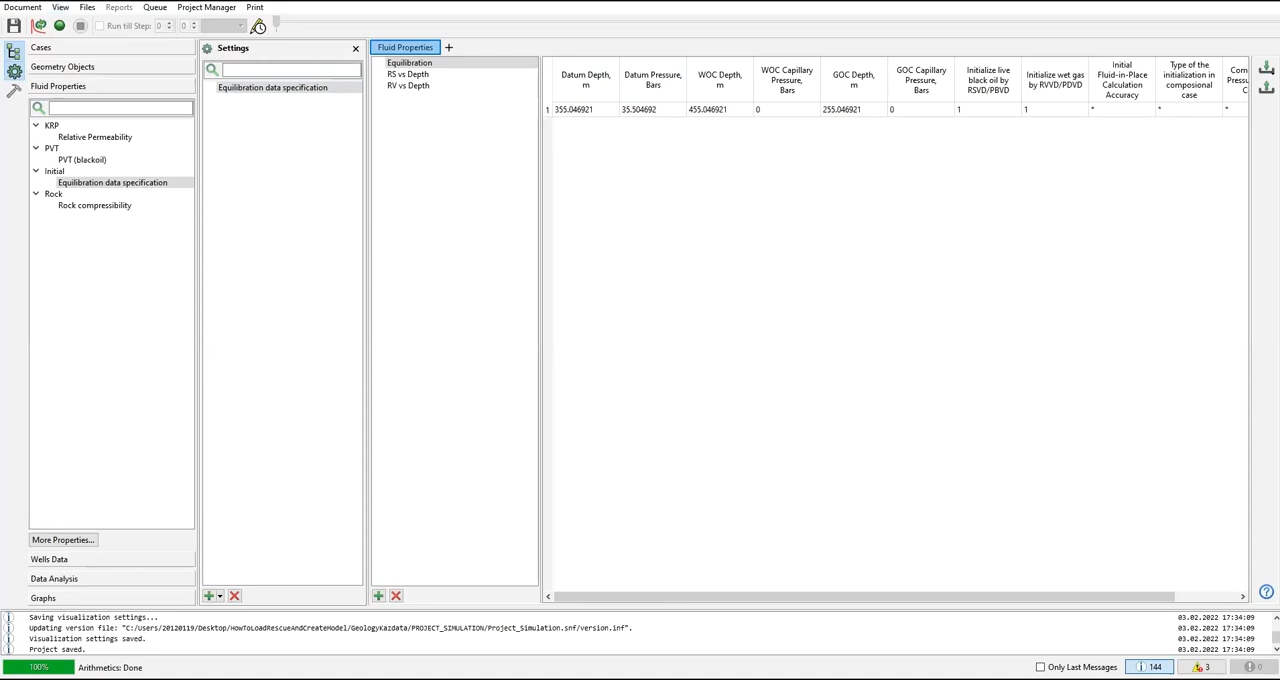 Document View Files Reports Queue Project Manager Print
Run till Step: 0 0
Cases
Geometry Objects
Fluid Properties
KRP
Relative Permeability
PVT
PVT (blackoil)
Initial
Equilibration data specification
Rock
Rock compressibility
More Properties...
Wells Data
Data Analysis
Graphs
Settings
Equilibration data specification
Fluid Properties +
Equilibration
RS vs Depth
RV vs Depth
Datum Depth, m
Datum Pressure, Bars
WOC Depth, m
WOC Capillary Pressure, Bars
GOC Depth, m
GOC Capillary Pressure, Bars
Initialize live black oil by RSVD/PBVD
Initialize wet gas by RVVD/PDVD
Initial Fluid-in-Place Calculation Accuracy
Type of the initialization in composional case
Com
Pressu
C
1 355.046921 35.504692 455.046921 0 255.046921 0 1 1 * * *
Saving visualization settings... 03.02.2022 17:34:09
Updating version file: "C:/Users/20120119/Desktop/HowToLoadRescueAndCreateModel/GeologyKazdata/PROJECT_SIMULATION/Project_Simulation.snf/version.inf". 03.02.2022 17:34:09
Visualization settings saved. 03.02.2022 17:34:09
Project saved. 03.02.2022 17:34:09
100% Arithmetics: Done Only Last Messages 144 3 0